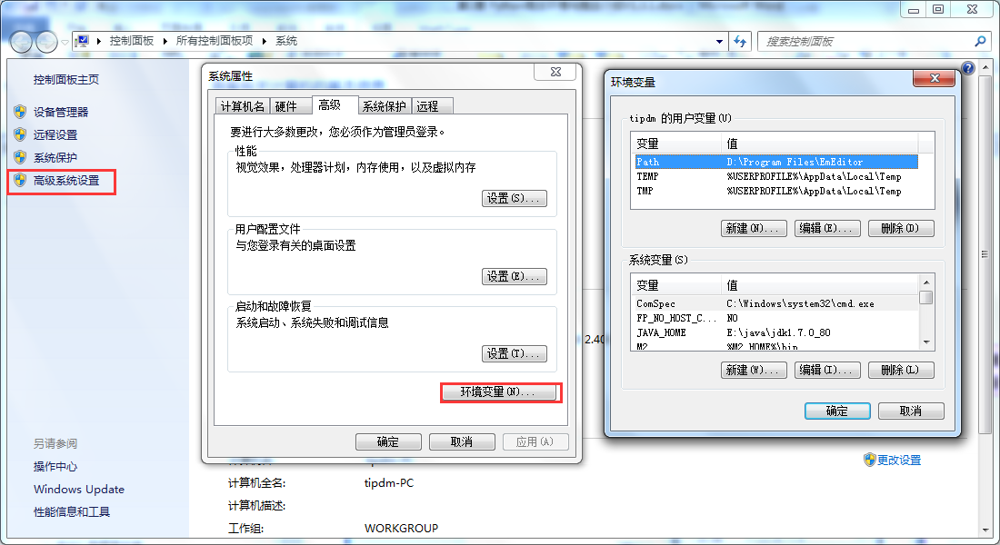 控制面板 ▸ 所有控制面板项 ▸ 系统
搜索控制面板
控制面板主页
设备管理器
远程设置
系统保护
高级系统设置
另请参阅
操作中心
Windows Update
性能信息和工具
系统属性
计算机名 硬件 高级 系统保护 远程
要进行大多数更改，您必须作为管理员登录。
性能
视觉效果，处理器计划，内存使用，以及虚拟内存
设置(S)...
用户配置文件
与您登录有关的桌面设置
设置(E)...
启动和故障恢复
系统启动、系统失败和调试信息
设置(T)...
环境变量(N)...
确定 取消 应用(A)
2.40
计算机全名: tipdm-PC
计算机描述:
工作组: WORKGROUP
更改设置
环境变量
tipdm 的用户变量(U)
变量 值
Path D:\Program Files\EmEditor
TEMP %USERPROFILE%\AppData\Local\Temp
TMP %USERPROFILE%\AppData\Local\Temp
新建(N)... 编辑(E)... 删除(D)
系统变量(S)
变量 值
ComSpec C:\Windows\system32\cmd.exe
FP_NO_HOST_C... NO
JAVA_HOME E:\java\jdk1.7.0_80
M2 %M2_HOME%\bin
新建(W)... 编辑(I)... 删除(L)
确定 取消